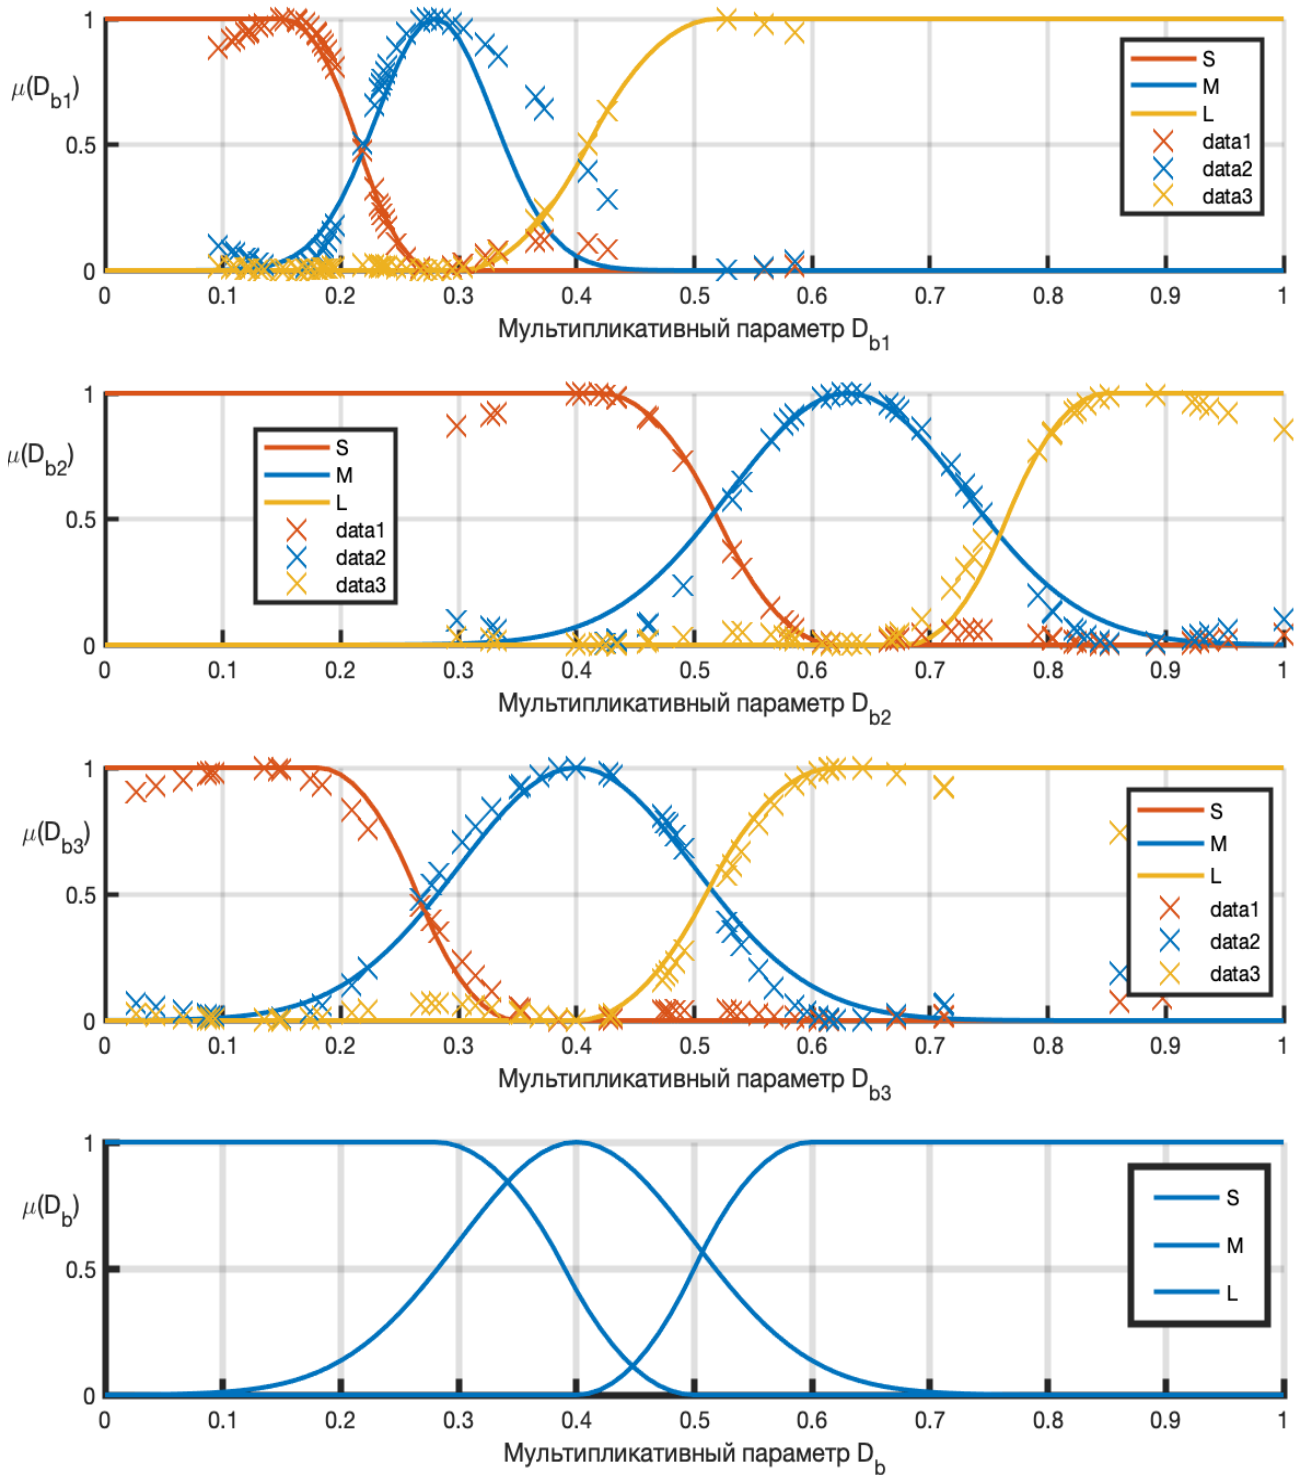 1
μ(D_b1)
0.5
0
S
M
L
data1
data2
data3
0 0.1 0.2 0.3 0.4 0.5 0.6 0.7 0.8 0.9 1
Мультипликативный параметр D_b1
1
μ(D_b2)
0.5
0
S
M
L
data1
data2
data3
0 0.1 0.2 0.3 0.4 0.5 0.6 0.7 0.8 0.9 1
Мультипликативный параметр D_b2
1
μ(D_b3)
0.5
0
S
M
L
data1
data2
data3
0 0.1 0.2 0.3 0.4 0.5 0.6 0.7 0.8 0.9 1
Мультипликативный параметр D_b3
1
μ(D_b)
0.5
0
S
M
L
0 0.1 0.2 0.3 0.4 0.5 0.6 0.7 0.8 0.9 1
Мультипликативный параметр D_b